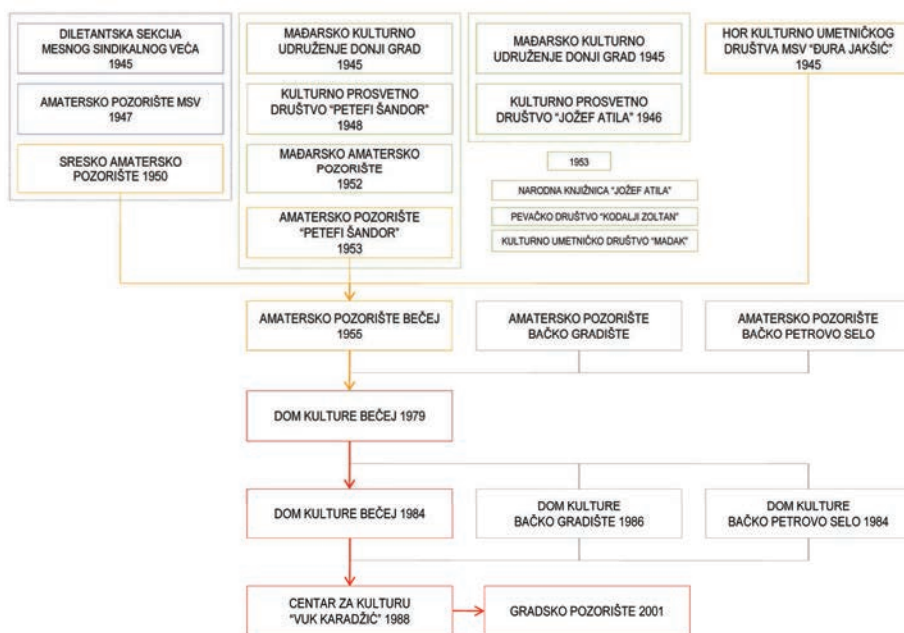 DILETANTSKA SEKCIJA
MESNOG SINDIKALNOG VEĆA
1945
AMATERSKO POZORIŠTE MSV
1947
SRESKO AMATERSKO
POZORIŠTE 1950
MAĐARSKO KULTURNO
UDRUŽENJE DONJI GRAD
1945
KULTURNO PROSVETNO
DRUŠTVO "PETEFI ŠANDOR"
1948
MAĐARSKO AMATERSKO
POZORIŠTE
1952
AMATERSKO POZORIŠTE
"PETEFI ŠANDOR"
1953
MAĐARSKO KULTURNO
UDRUŽENJE DONJI GRAD 1945
KULTURNO PROSVETNO
DRUŠTVO "JOŽEF ATILA" 1946
1953
NARODNA KNJIŽNICA "JOŽEF ATILA"
PEVAČKO DRUŠTVO "KODALJI ZOLTAN"
KULTURNO UMETNIČKO DRUŠTVO "MADAK"
HOR KULTURNO UMETNIČKOG
DRUŠTVA MSV "ĐURA JAKŠIĆ"
1945
AMATERSKO POZORIŠTE BEČEJ
1955
AMATERSKO POZORIŠTE
BAČKO GRADIŠTE
AMATERSKO POZORIŠTE
BAČKO PETROVO SELO
DOM KULTURE BEČEJ 1979
DOM KULTURE BEČEJ 1984
DOM KULTURE
BAČKO GRADIŠTE 1986
DOM KULTURE
BAČKO PETROVO SELO 1984
CENTAR ZA KULTURU
"VUK KARADŽIĆ" 1988
GRADSKO POZORIŠTE 2001